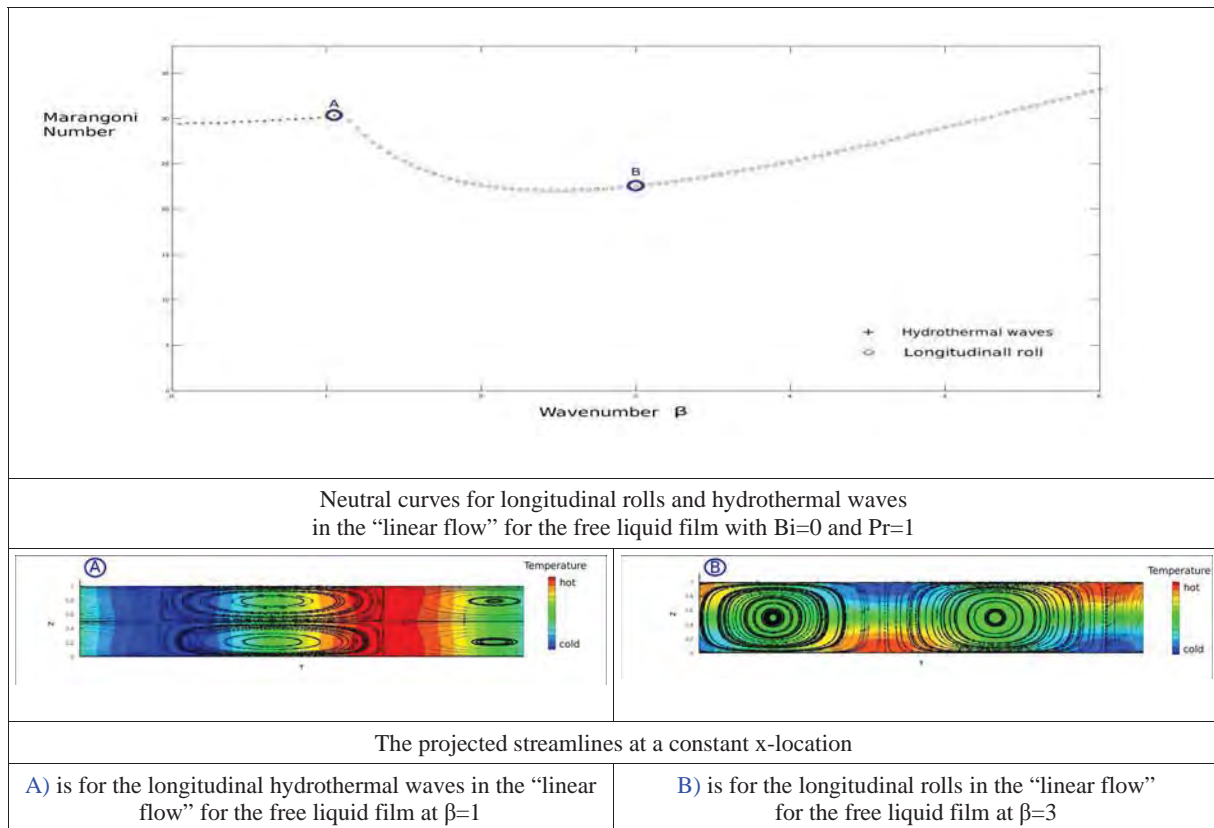 Marangoni
Number
A
B
+ Hydrothermal waves
Longitudinall roll
Wavenumber β
Neutral curves for longitudinal rolls and hydrothermal waves
in the “linear flow” for the free liquid film with Bi=0 and Pr=1
A
Temperature
hot
cold
B
Temperature
hot
cold
The projected streamlines at a constant x-location
A) is for the longitudinal hydrothermal waves in the “linear
flow” for the free liquid film at β=1
B) is for the longitudinal rolls in the “linear flow”
for the free liquid film at β=3